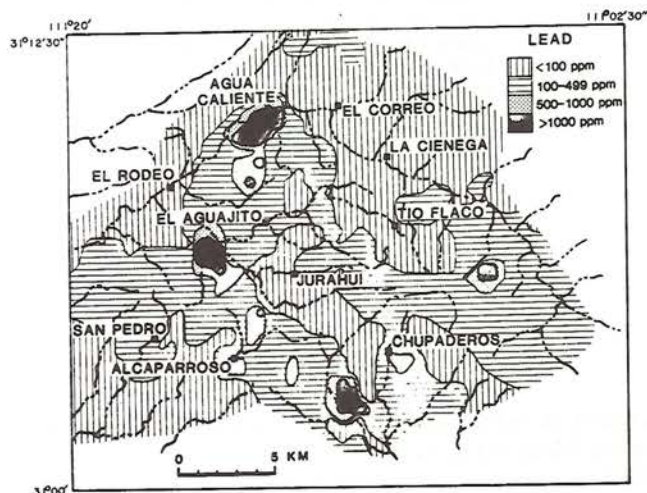 111°20'
111°02'30"
31°12'30"
LEAD
<100 ppm
100-499 ppm
500-1000 ppm
>1000 ppm
AGUA
CALIENTE
EL CORREO
LA CIENEGA
EL RODEO
TIO FLACO
EL AGUAJITO
JURAHUI
SAN PEDRO
CHUPADEROS
ALCAPARROSO
0 5 KM
31°00'